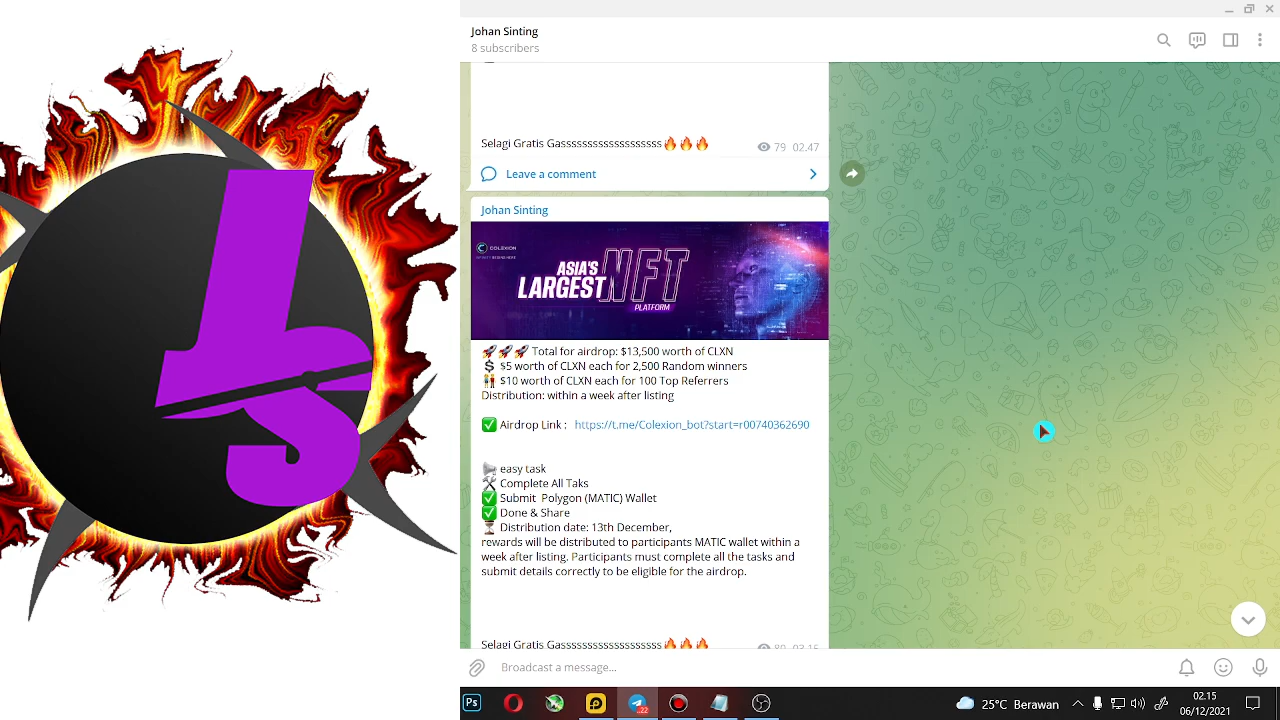 Johan Sinting
8 subscribers
Selagi Gratis Gasssssssssssssssssss🔥🔥🔥 79 02.47
Leave a comment
Johan Sinting
COLEXION
ASIA'S
LARGEST NFT
PLATFORM
🚀🚀🚀 Total for airdrop: $13,500 worth of CLXN
$5 worth of CLXN each for 2,500 Random winners
$10 worth of CLXN each for 100 Top Referrers
Distribution: within a week after listing
✅ Airdrop Link : https://t.me/Colexion_bot?start=r00740362690
easy task
Complete All Taks
✅ Submit Polygon (MATIC) Wallet
✅ Done & Share
⏳ Distribution date: 13th December,
rewards will be distributed to participants MATIC wallet within a
week after listing. Participants must complete all the tasks and
submit details correctly to be eligible for the airdrop.
Selagi Gratis Gasssssssssssssssssss🔥🔥🔥
Broadcast a message...
Ps
22
25°C Berawan
02.15
06/12/2021